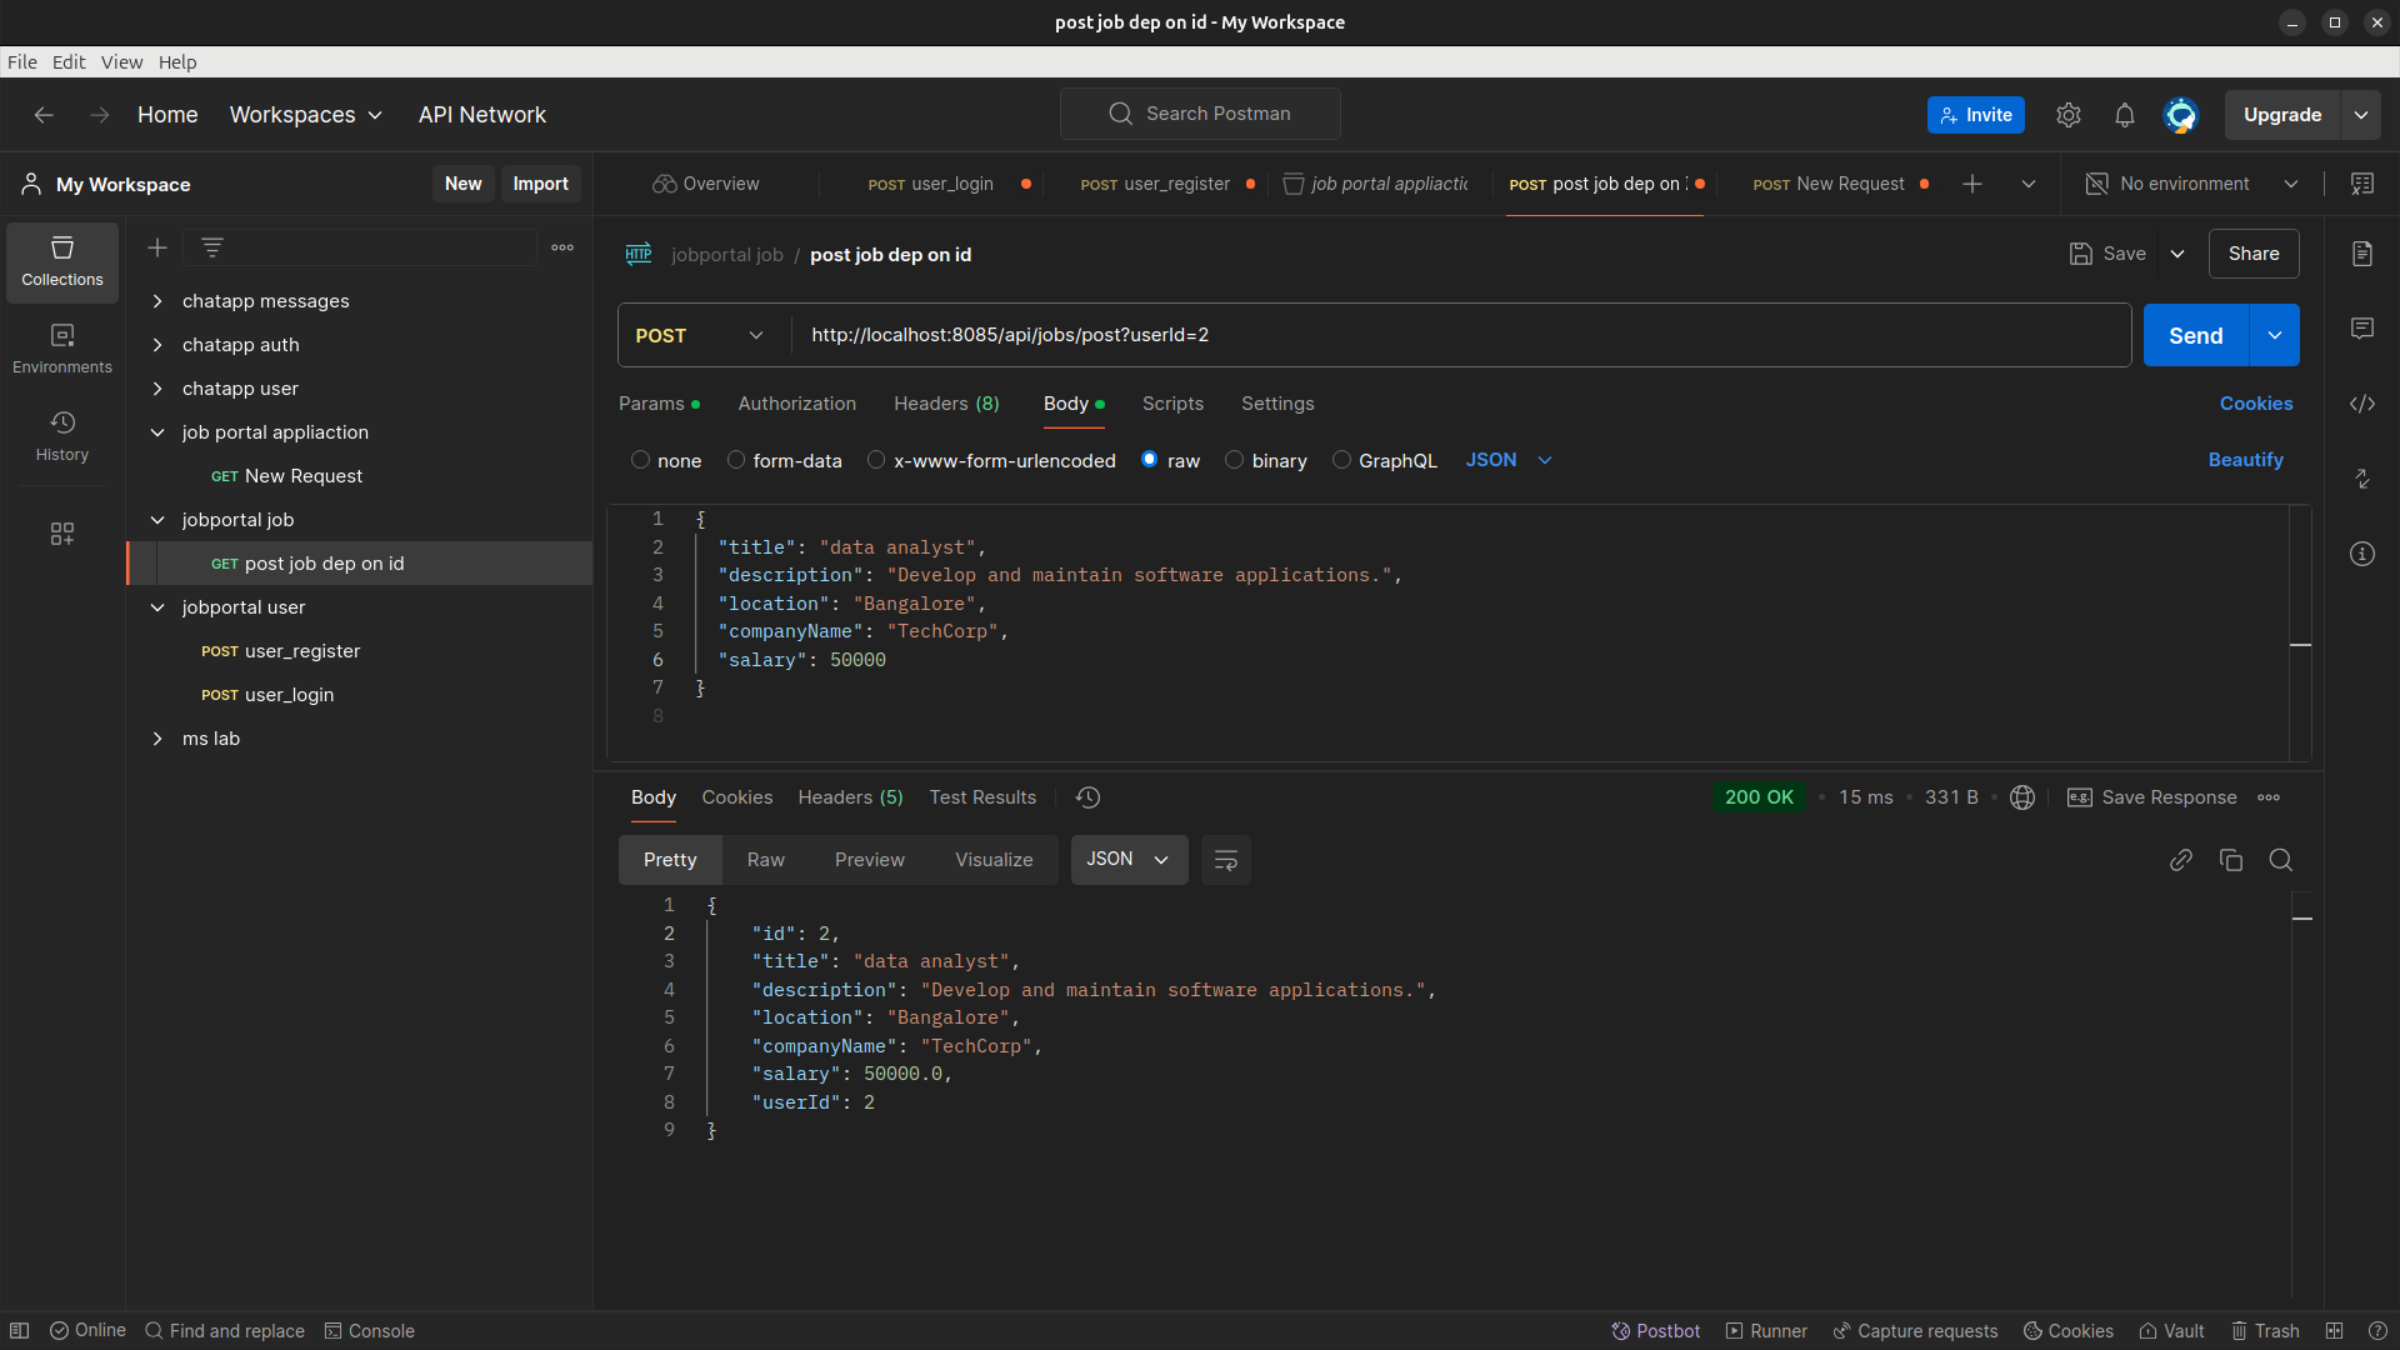 post job dep on id - My Workspace
File Edit View Help
Home Workspaces API Network Search Postman Invite Upgrade
My Workspace New Import Overview POST user_login POST user_register job portal appliactic POST post job dep on POST New Request No environment
Collections
Environments
History
chatapp messages
chatapp auth
chatapp user
job portal appliaction
GET New Request
jobportal job
GET post job dep on id
jobportal user
POST user_register
POST user_login
ms lab
HTTP jobportal job / post job dep on id Save Share
POST http://localhost:8085/api/jobs/post?userId=2 Send
Params Authorization Headers (8) Body Scripts Settings Cookies
none form-data x-www-form-urlencoded raw binary GraphQL JSON Beautify
1 {
2 "title": "data analyst",
3 "description": "Develop and maintain software applications.",
4 "location": "Bangalore",
5 "companyName": "TechCorp",
6 "salary": 50000
7 }
8
Body Cookies Headers (5) Test Results 200 OK 15 ms 331 B e.g. Save Response
Pretty Raw Preview Visualize JSON
1 {
2 "id": 2,
3 "title": "data analyst",
4 "description": "Develop and maintain software applications.",
5 "location": "Bangalore",
6 "companyName": "TechCorp",
7 "salary": 50000.0,
8 "userId": 2
9 }
Online Find and replace Console Postbot Runner Capture requests Cookies Vault Trash